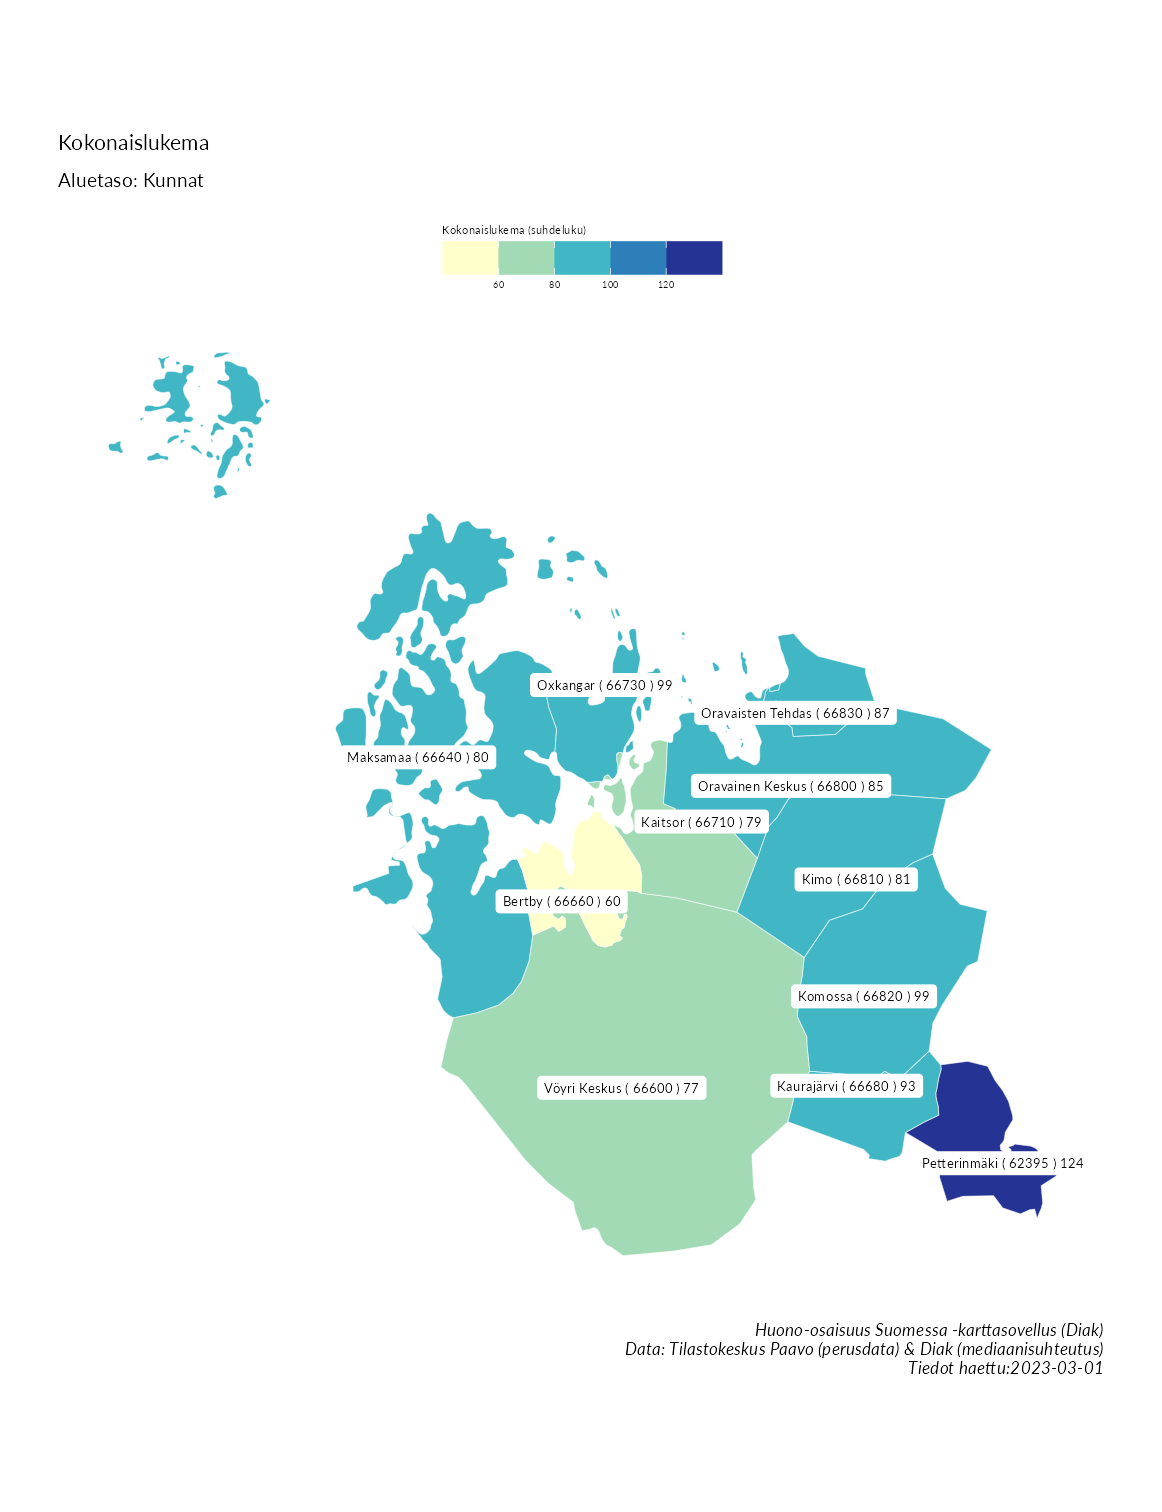 Kokonaislukema
Aluetaso: Kunnat
Kokonaislukema (suhdeluku)
60 80 100 120
Oxkangar ( 66730 ) 99
Oravaisten Tehdas ( 66830 ) 87
Maksamaa ( 66640 ) 80
Oravainen Keskus ( 66800 ) 85
Kaitsor ( 66710 ) 79
Kimo ( 66810 ) 81
Bertby ( 66660 ) 60
Komossa ( 66820 ) 99
Kaurajärvi ( 66680 ) 93
Vöyri Keskus ( 66600 ) 77
Petterinmäki ( 62395 ) 124
Huono-osaisuus Suomessa -karttasovellus (Diak)
Data: Tilastokeskus Paavo (perusdata) & Diak (mediaanisuhteutus)
Tiedot haettu:2023-03-01